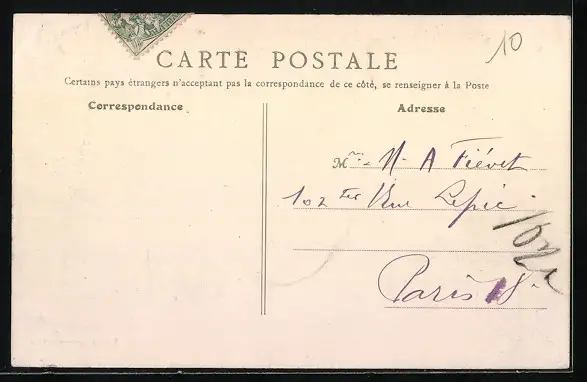 10
CARTE POSTALE
Certains pays étrangers n'acceptant pas la correspondance de ce côté, se renseigner à la Poste
Correspondance
Adresse
M A Fiévet
102 ter Rue Lepic
Paris 18e